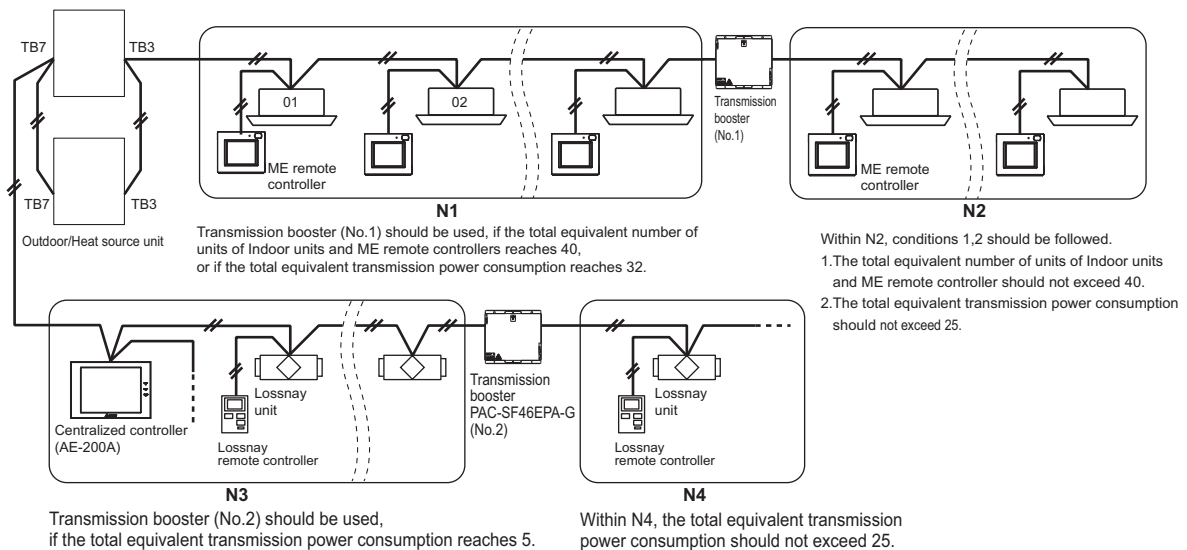 TB7
TB3
TB7
TB3
Outdoor/Heat source unit
01
02
ME remote
controller
N1
Transmission
booster
(No.1)
ME remote
controller
N2
Transmission booster (No.1) should be used, if the total equivalent number of
units of Indoor units and ME remote controllers reaches 40,
or if the total equivalent transmission power consumption reaches 32.
Within N2, conditions 1,2 should be followed.
1.The total equivalent number of units of Indoor units
and ME remote controller should not exceed 40.
2.The total equivalent transmission power consumption
should not exceed 25.
Centralized controller
(AE-200A)
Lossnay
unit
Lossnay
remote controller
N3
Transmission
booster
PAC-SF46EPA-G
(No.2)
Lossnay
unit
Lossnay
remote controller
N4
Transmission booster (No.2) should be used,
if the total equivalent transmission power consumption reaches 5.
Within N4, the total equivalent transmission
power consumption should not exceed 25.